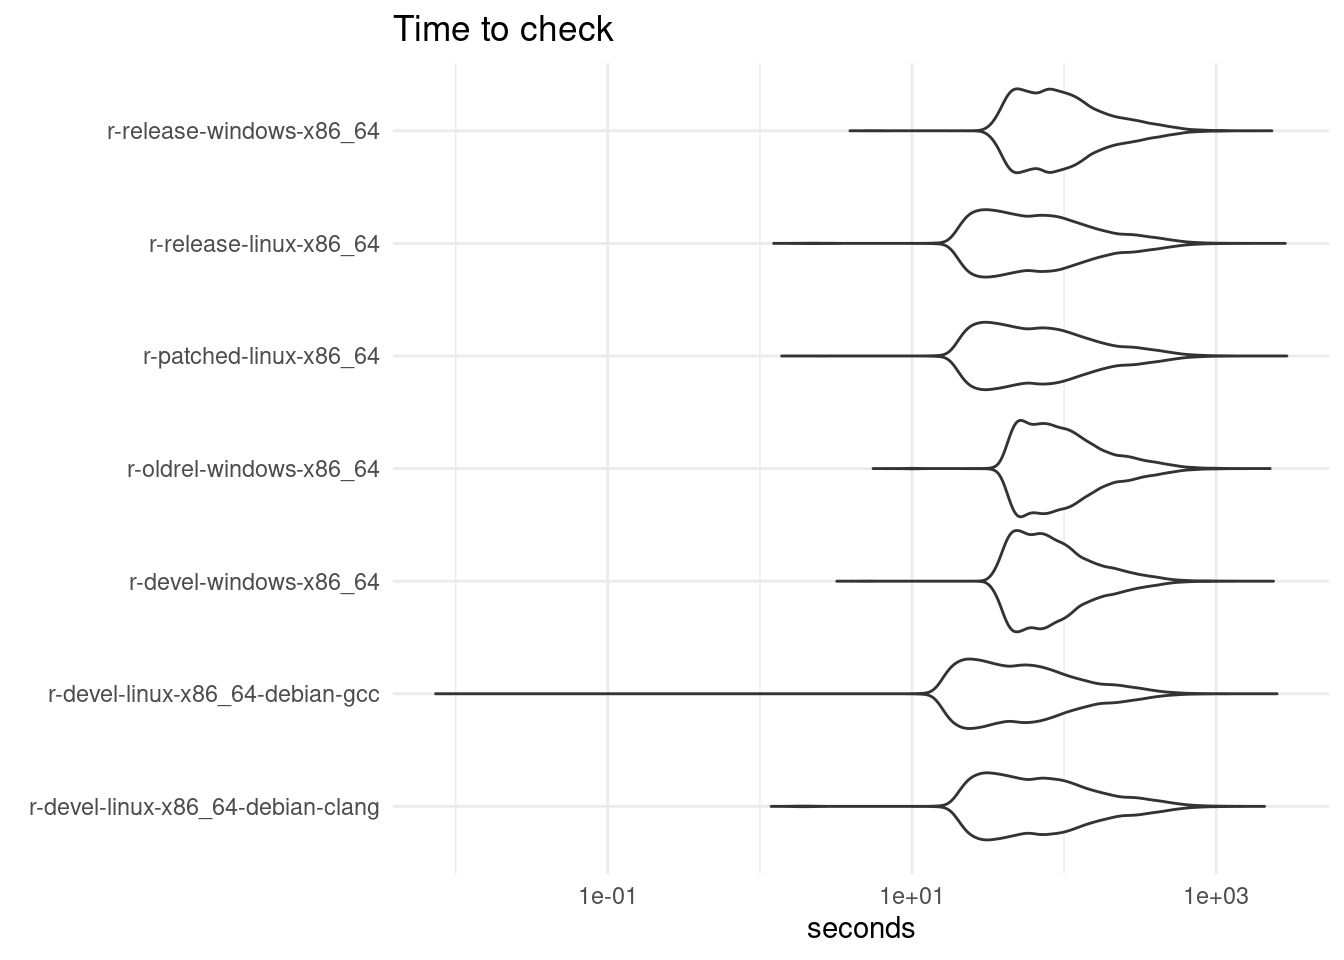 Time to check
r-release-windows-x86_64
r-release-linux-x86_64
r-patched-linux-x86_64
r-oldrel-windows-x86_64
r-devel-windows-x86_64
r-devel-linux-x86_64-debian-gcc
r-devel-linux-x86_64-debian-clang
1e-01 1e+01 1e+03
seconds